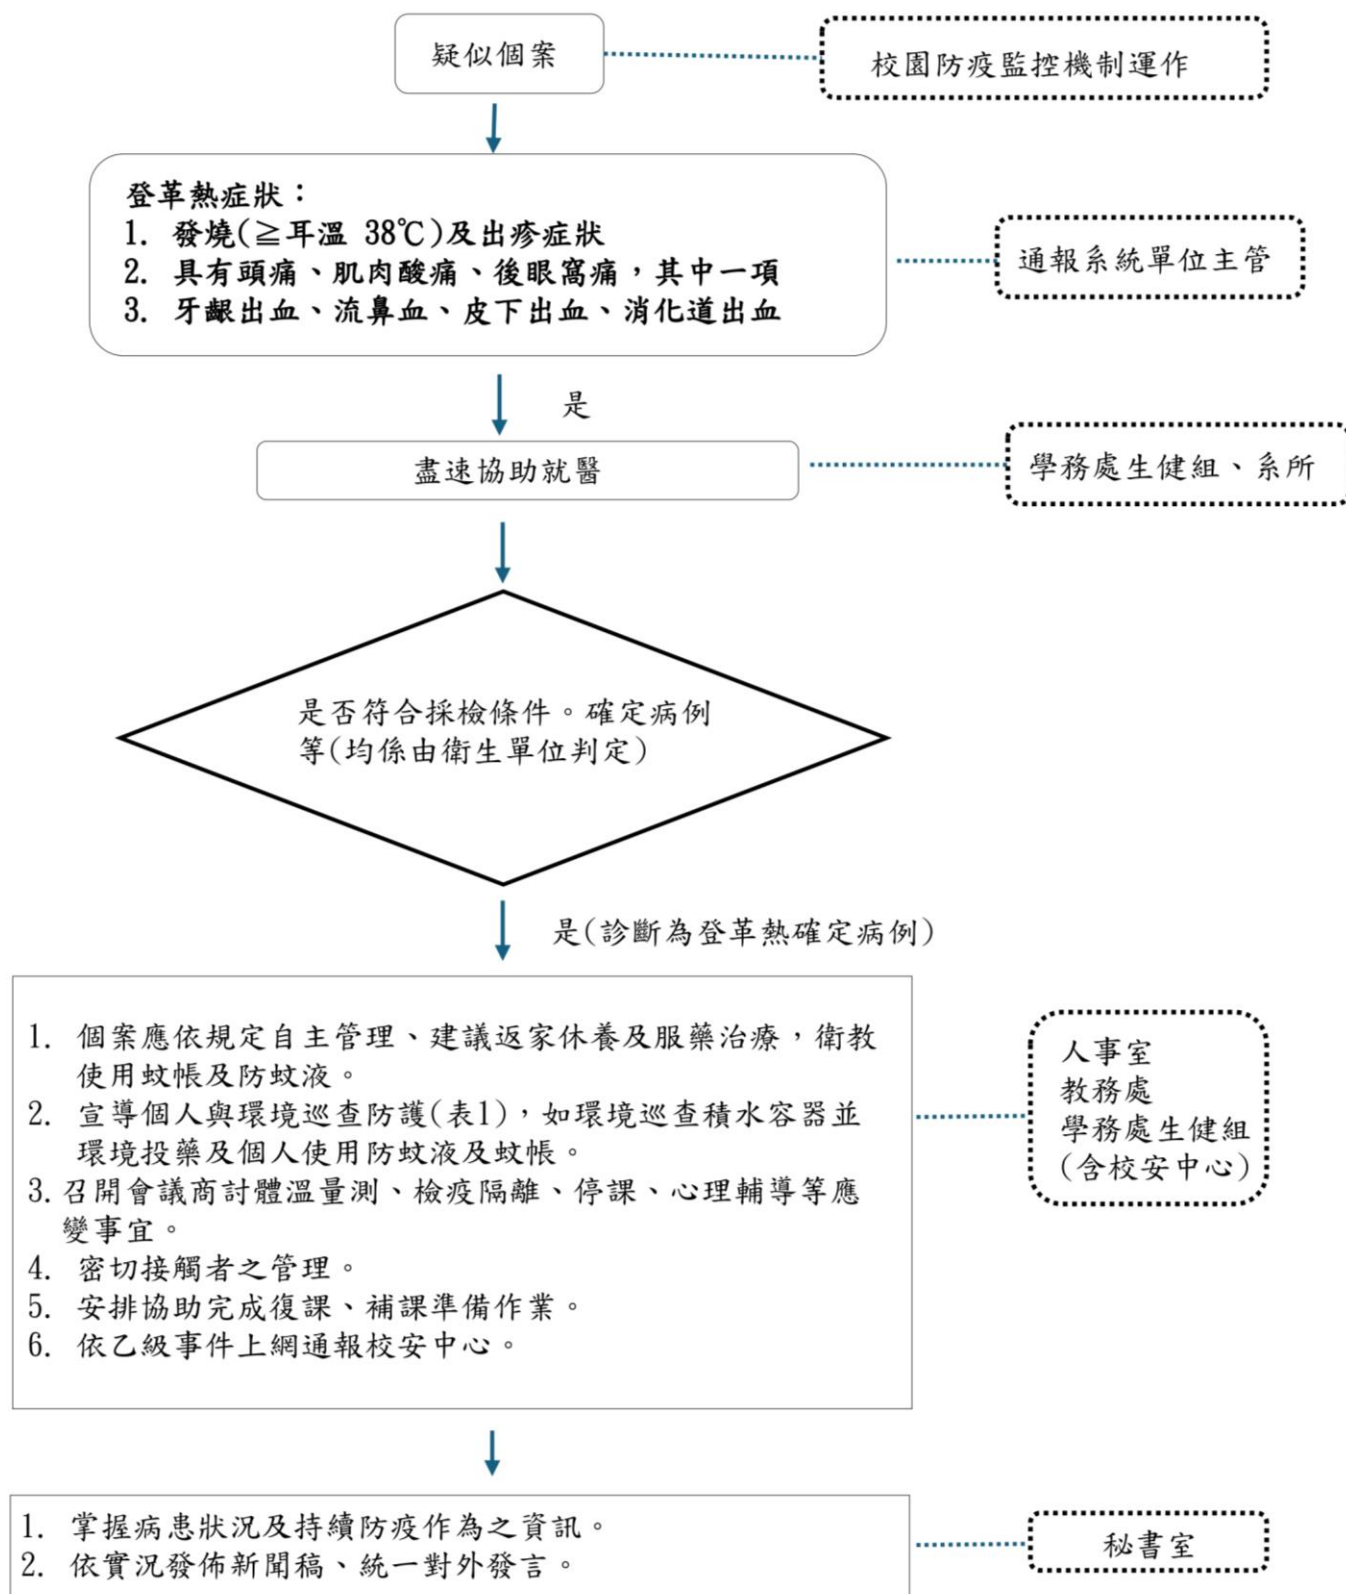 疑似個案
校園防疫監控機制運作
登革熱症狀：
1. 發燒(≧耳溫 38℃)及出疹症狀
2. 具有頭痛、肌肉酸痛、後眼窩痛，其中一項
3. 牙齦出血、流鼻血、皮下出血、消化道出血
通報系統單位主管
是
盡速協助就醫
學務處生健組、系所
是否符合採檢條件。確定病例
等(均係由衛生單位判定)
是(診斷為登革熱確定病例)
1. 個案應依規定自主管理、建議返家休養及服藥治療，衛教
使用蚊帳及防蚊液。
2. 宣導個人與環境巡查防護(表1)，如環境巡查積水容器並
環境投藥及個人使用防蚊液及蚊帳。
3. 召開會議商討體溫量測、檢疫隔離、停課、心理輔導等應
變事宜。
4. 密切接觸者之管理。
5. 安排協助完成復課、補課準備作業。
6. 依乙級事件上網通報校安中心。
人事室
教務處
學務處生健組
(含校安中心)
1. 掌握病患狀況及持續防疫作為之資訊。
2. 依實況發佈新聞稿、統一對外發言。
秘書室